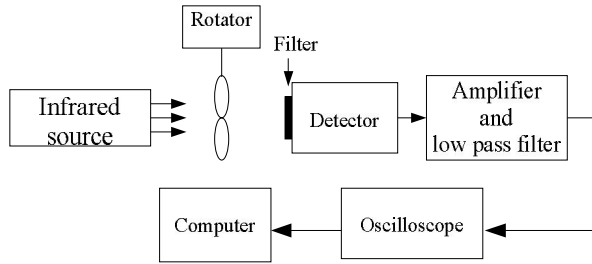 Rotator
Filter
Infrared
source
Detector
Amplifier
and
low pass filter
Computer
Oscilloscope